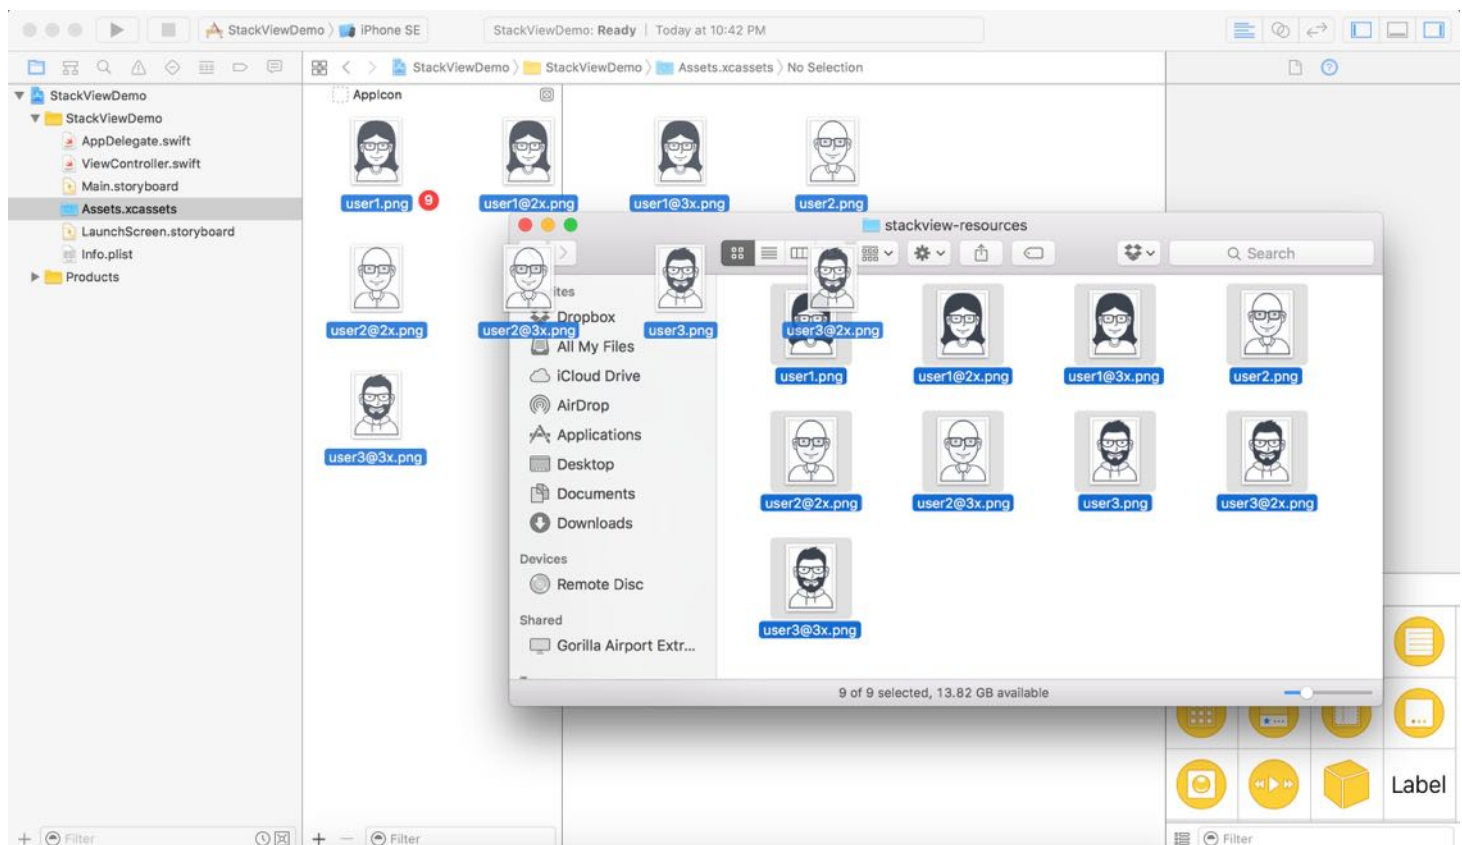 StackViewDemo iPhone SE StackViewDemo: Ready Today at 10:42 PM
StackViewDemo StackViewDemo Assets.xcassets No Selection
StackViewDemo
StackViewDemo
AppDelegate.swift
ViewController.swift
Main.storyboard
Assets.xcassets
LaunchScreen.storyboard
Info.plist
Products
Filter
AppIcon
user1.png 9 user1@2x.png user1@3x.png user2.png
user2@2x.png user2@3x.png user3.png user3@2x.png
user3@3x.png
Filter
stackview-resources
Search
Dropbox
All My Files
iCloud Drive
AirDrop
Applications
Desktop
Documents
Downloads
Devices
Remote Disc
Shared
Gorilla Airport Extr...
user1.png user1@2x.png user1@3x.png user2.png
user2@2x.png user2@3x.png user3.png user3@2x.png
user3@3x.png
9 of 9 selected, 13.82 GB available
Label
Filter